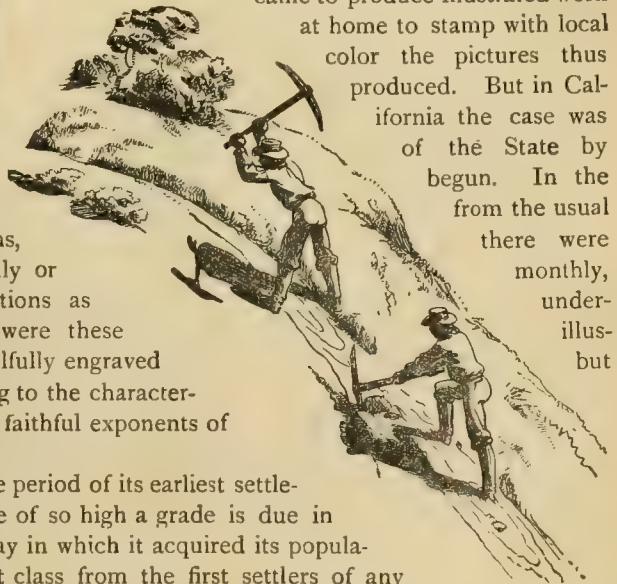 came to produce illustrated work
at home to stamp with local
color the pictures thus
produced. But in Cal-
ifornia the case was
of the State by
begun. In the
from the usual
there were
or monthly,
as under-
were these illus-
engraved but
to the character-
faithful exponents of
period of its earliest settle-
of so high a grade is due in
in which it acquired its popula-
class from the first settlers of any